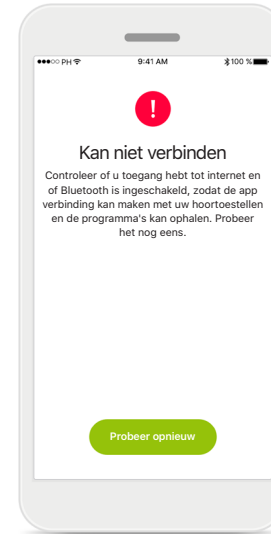 ●●●○○ PH 9:41 AM 100 %
!
Kan niet verbinden
Controleer of u toegang hebt tot internet en
of Bluetooth is ingeschakeld, zodat de app
verbinding kan maken met uw hoortoestellen
en de programma's kan ophalen. Probeer
het nog eens.
Probeer opnieuw